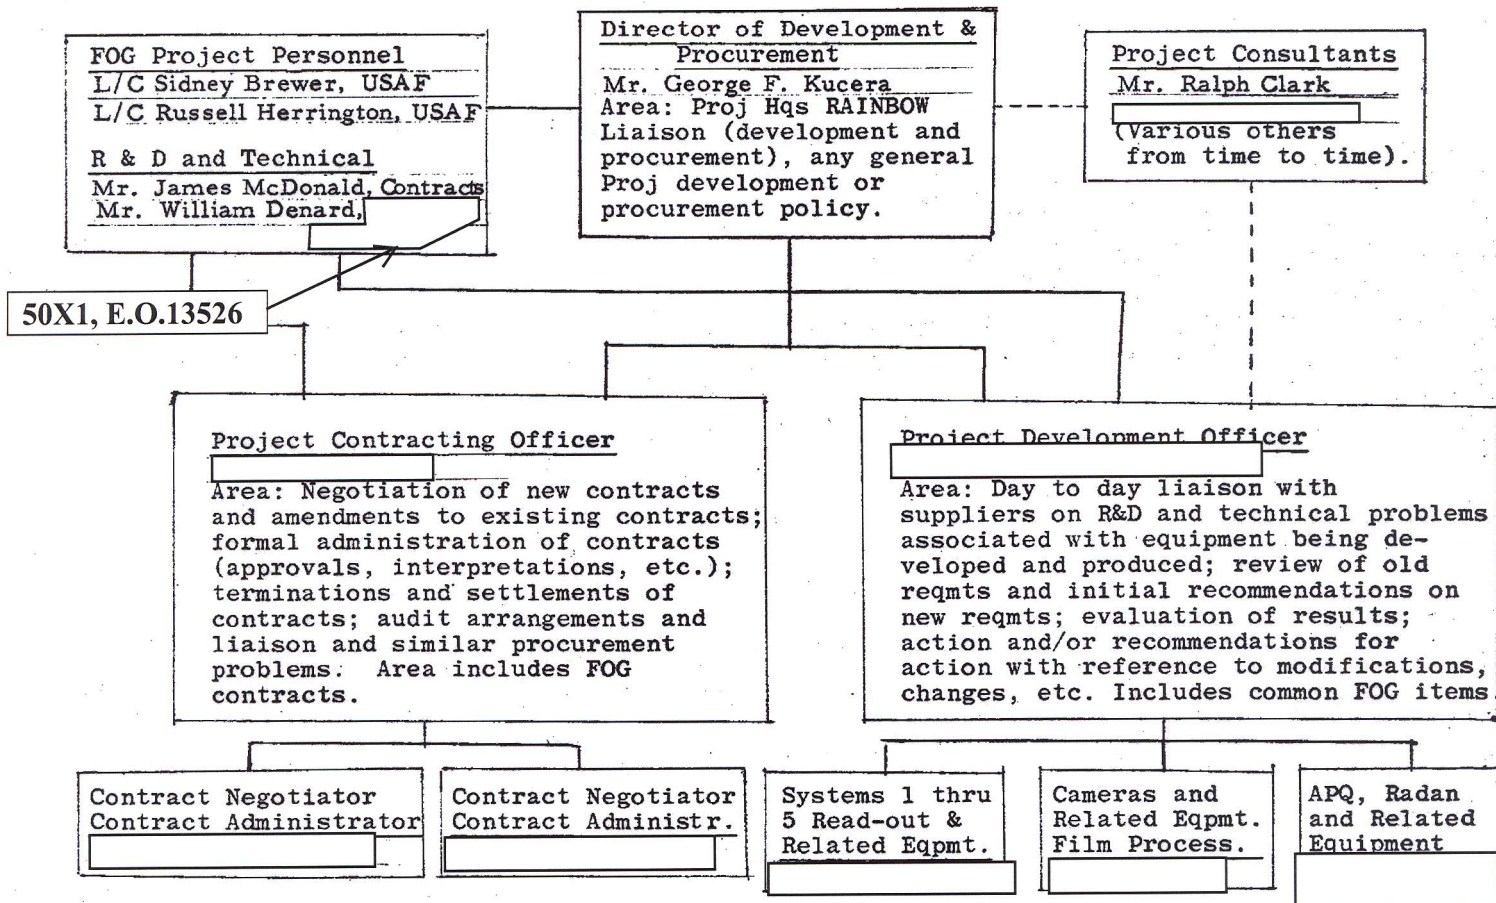 FOG Project Personnel
L/C Sidney Brewer, USAF
L/C Russell Herrington, USAF
R & D and Technical
Mr. James McDonald, Contracts
Mr. William Denard,
Director of Development &
Procurement
Mr. George F. Kucera
Area: Proj Hqs RAINBOW
Liaison (development and
procurement), any general
Proj development or
procurement policy.
Project Consultants
Mr. Ralph Clark
(Various others
from time to time).
50X1, E.O.13526
Project Contracting Officer
Area: Negotiation of new contracts
and amendments to existing contracts;
formal administration of contracts
(approvals, interpretations, etc.);
terminations and settlements of
contracts; audit arrangements and
liaison and similar procurement
problems. Area includes FOG
contracts.
Project Development Officer
Area: Day to day liaison with
suppliers on R&D and technical problems
associated with equipment being de-
veloped and produced; review of old
reqmts and initial recommendations on
new reqmts; evaluation of results;
action and/or recommendations for
action with reference to modifications,
changes, etc. Includes common FOG items.
Contract Negotiator
Contract Administrator
Contract Negotiator
Contract Administr.
Systems 1 thru
5 Read-out &
Related Eqpmt.
Cameras and
Related Eqpmt.
Film Process.
APQ, Radan
and Related
Equipment